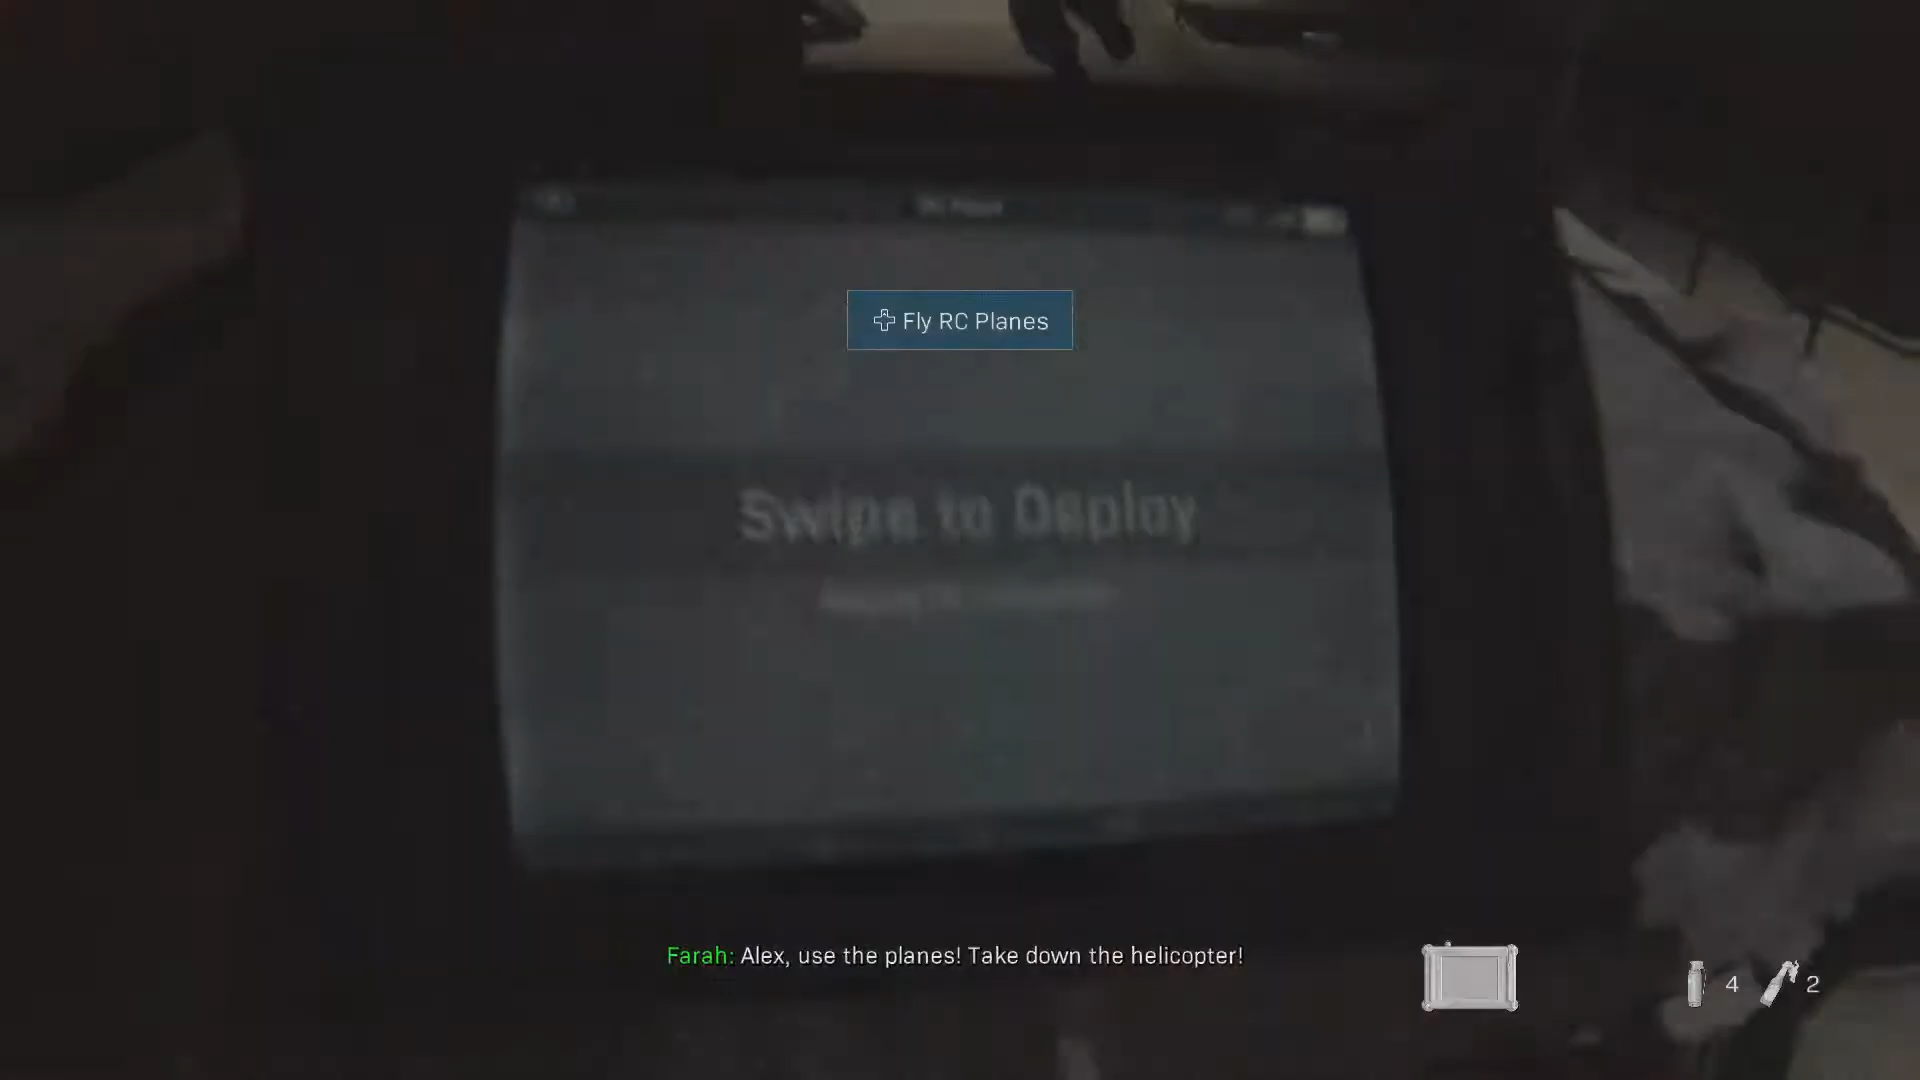 Fly RC Planes
Swipe to Deploy
Farah: Alex, use the planes! Take down the helicopter!
4
2